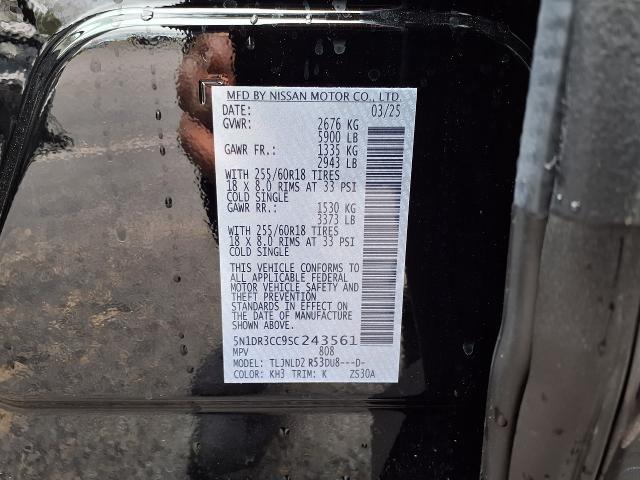 MFD BY NISSAN MOTOR CO., LTD.
DATE: 03/25
GVWR: 2676 KG
5900 LB
GAWR FR.: 1335 KG
2943 LB
WITH 255/60R18 TIRES
18 X 8.0 RIMS AT 33 PSI
COLD SINGLE
GAWR RR.: 1530 KG
3373 LB
WITH 255/60R18 TIRES
18 X 8.0 RIMS AT 33 PSI
COLD SINGLE
THIS VEHICLE CONFORMS TO
ALL APPLICABLE FEDERAL
MOTOR VEHICLE SAFETY AND
THEFT PREVENTION
STANDARDS IN EFFECT ON
THE DATE OF MANUFACTURE
SHOWN ABOVE.
5N1DR3CC9SC243561
MPV 808
MODEL: TLJNLD2 R53DU8---D-
COLOR: KH3 TRIM: K ZS30A